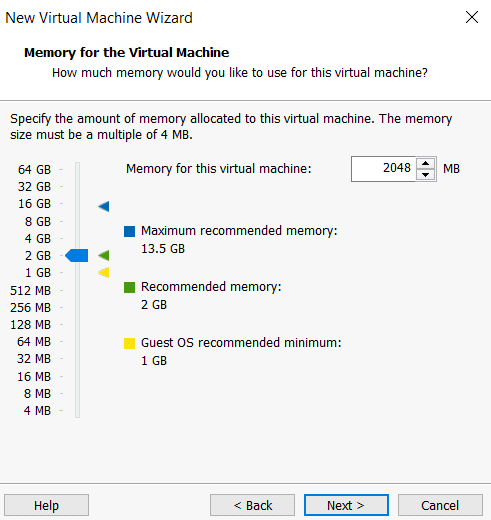 New Virtual Machine Wizard
Memory for the Virtual Machine
How much memory would you like to use for this virtual machine?
Specify the amount of memory allocated to this virtual machine. The memory
size must be a multiple of 4 MB.
64 GB
32 GB
16 GB
8 GB
4 GB
2 GB
1 GB
512 MB
256 MB
128 MB
64 MB
32 MB
16 MB
8 MB
4 MB
Memory for this virtual machine: 2048 MB
Maximum recommended memory:
13.5 GB
Recommended memory:
2 GB
Guest OS recommended minimum:
1 GB
Help < Back Next > Cancel